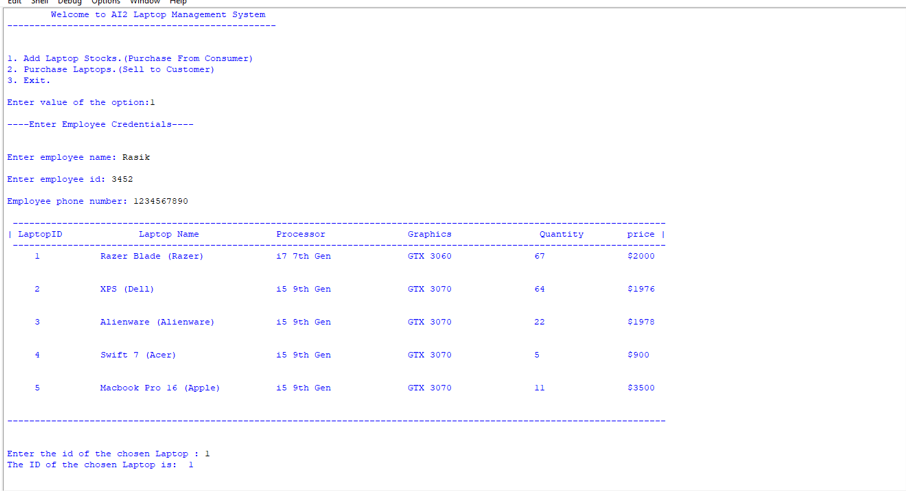 Edit Shell Debug Options Window Help
Welcome to AI2 Laptop Management System
-------------------------------------------------
1. Add Laptop Stocks.(Purchase From Consumer)
2. Purchase Laptops.(Sell to Customer)
3. Exit.
Enter value of the option:1
----Enter Employee Credentials----
Enter employee name: Rasik
Enter employee id: 3452
Employee phone number: 1234567890
------------------------------------------------------------------------------------------------------------------------
| LaptopID Laptop Name Processor Graphics Quantity price |
------------------------------------------------------------------------------------------------------------------------
1 Razer Blade (Razer) i7 7th Gen GTX 3060 67 $2000
2 XPS (Dell) i5 9th Gen GTX 3070 64 $1976
3 Alienware (Alienware) i5 9th Gen GTX 3070 22 $1978
4 Swift 7 (Acer) i5 9th Gen GTX 3070 5 $900
5 Macbook Pro 16 (Apple) i5 9th Gen GTX 3070 11 $3500
------------------------------------------------------------------------------------------------------------------------
Enter the id of the chosen Laptop : 1
The ID of the chosen Laptop is: 1